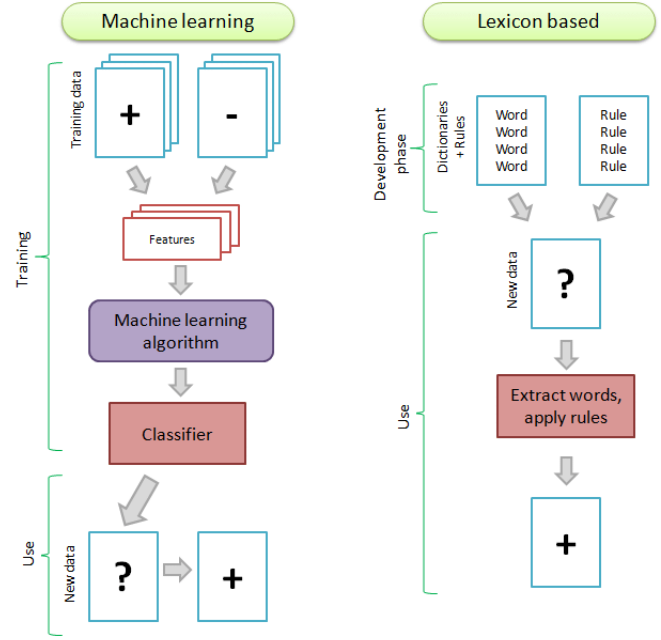 Machine learning
Training data
+
-
Features
Training
Machine learning
algorithm
Classifier
Use
New data
?
+
Lexicon based
Development
phase
Dictionaries
+ Rules
Word
Word
Word
Word
Rule
Rule
Rule
Rule
New data
?
Use
Extract words,
apply rules
+